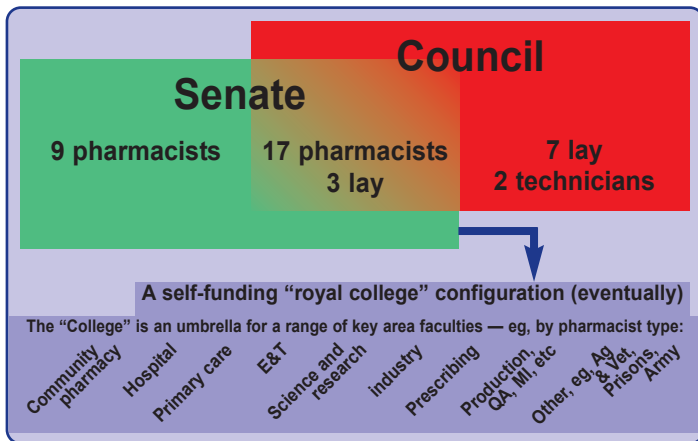 Council
Senate
9 pharmacists
17 pharmacists
3 lay
7 lay
2 technicians
A self-funding “royal college” configuration (eventually)
The “College” is an umbrella for a range of key area faculties — eg, by pharmacist type:
Community
pharmacy
Hospital
Primary care
E&T
Science and
research
industry
Prescribing
Production,
QA, MI, etc
Other, eg, Ag
& Vet,
Prisons,
Army